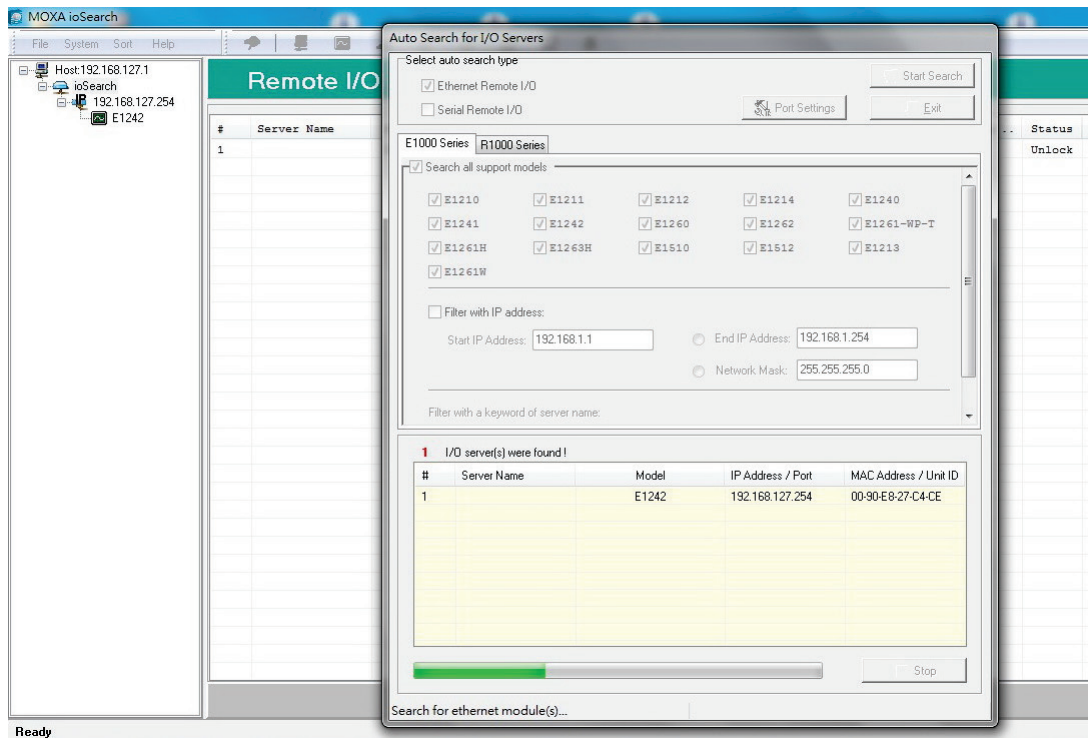 MOXA ioSearch
File System Sort Help
Host:192.168.127.1
ioSearch
192.168.127.254
E1242
Remote I/O
# Server Name .. Status
1 Unlock
Auto Search for I/O Servers
Select auto search type
Ethernet Remote I/O
Serial Remote I/O
Port Settings
Start Search
Exit
E1000 Series R1000 Series
Search all support models
E1210 E1211 E1212 E1214 E1240
E1241 E1242 E1260 E1262 E1261-WP-T
E1261H E1263H E1510 E1512 E1213
E1261W
Filter with IP address:
Start IP Address: 192.168.1.1 End IP Address: 192.168.1.254
Network Mask: 255.255.255.0
Filter with a keyword of server name:
1 I/O server(s) were found !
# Server Name Model IP Address / Port MAC Address / Unit ID
1 E1242 192.168.127.254 00-90-E8-27-C4-CE
Stop
Search for ethernet module(s)...
Ready